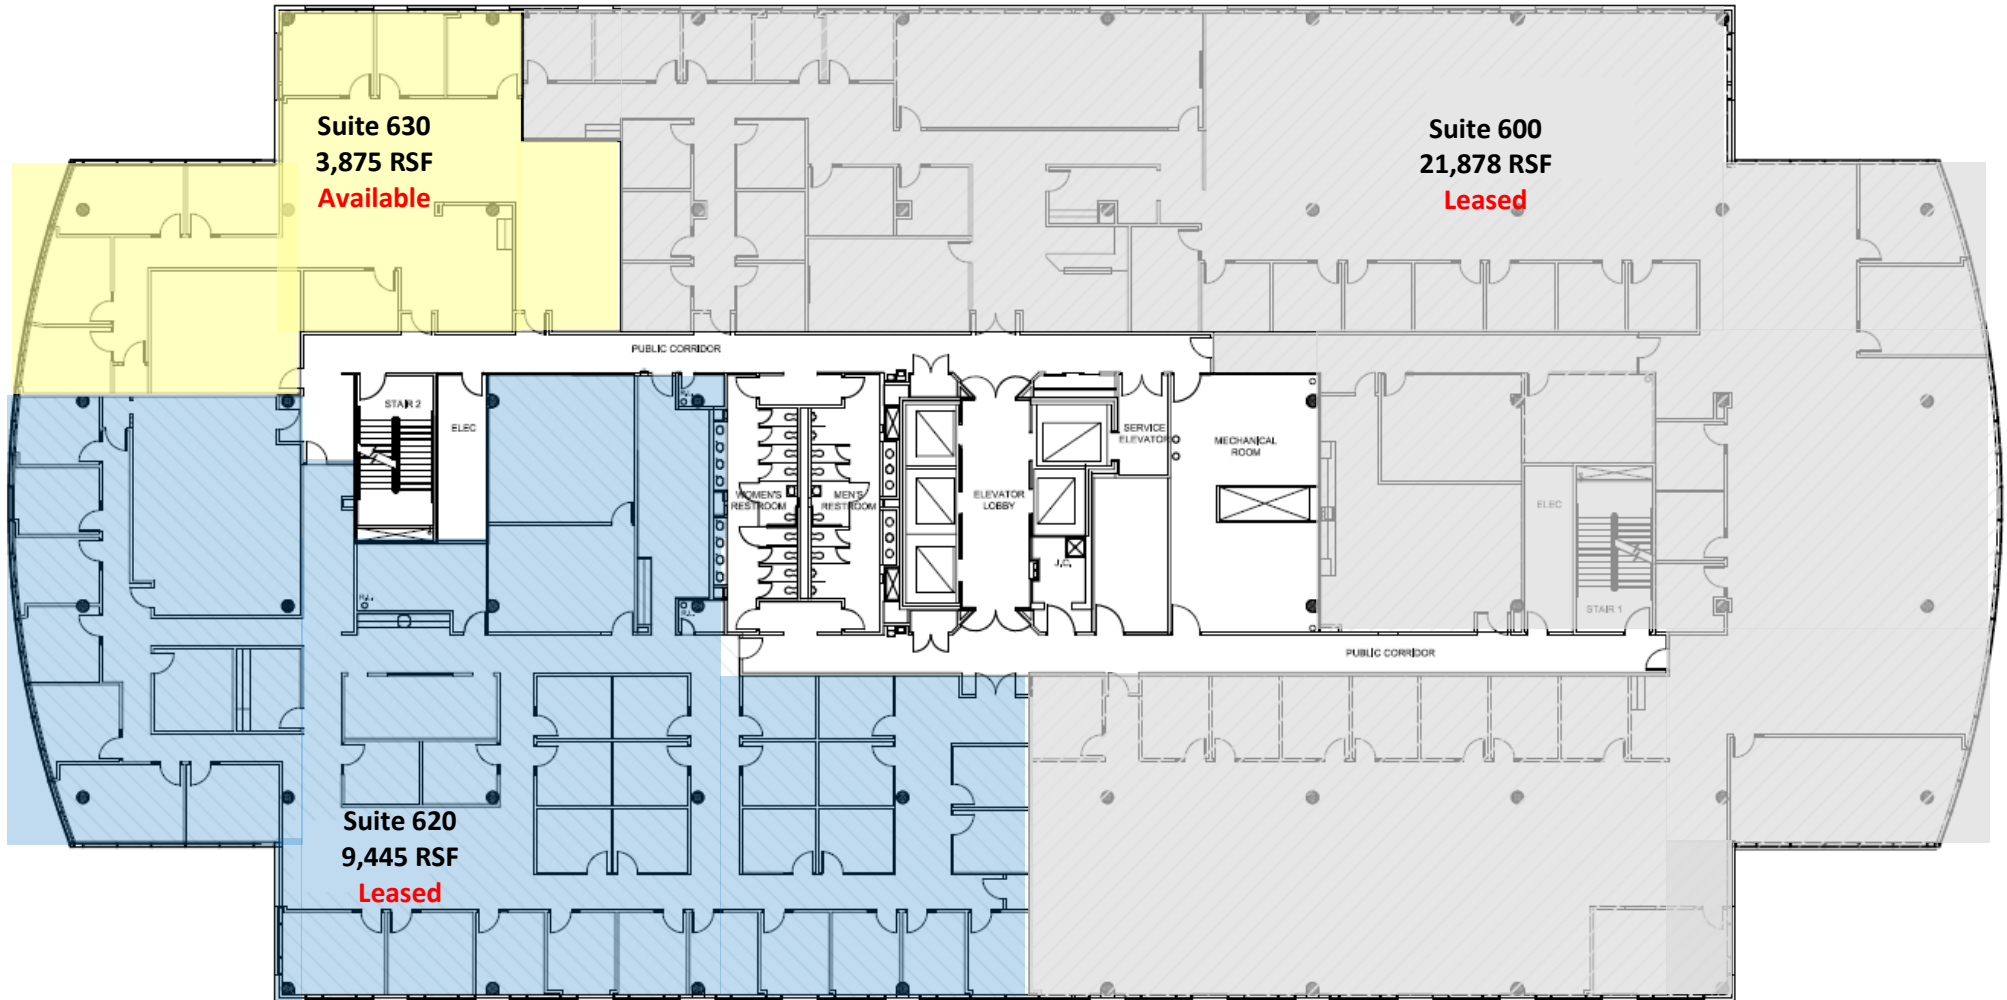 Suite 630
3,875 RSF
Available
Suite 600
21,878 RSF
Leased
PUBLIC CORRIDOR
STAIR 2
ELEC
WOMEN'S
RESTROOM
MEN'S
RESTROOM
ELEVATOR
LOBBY
SERVICE
ELEVATOR
MECHANICAL
ROOM
J.C.
ELEC
STAIR 1
PUBLIC CORRIDOR
Suite 620
9,445 RSF
Leased